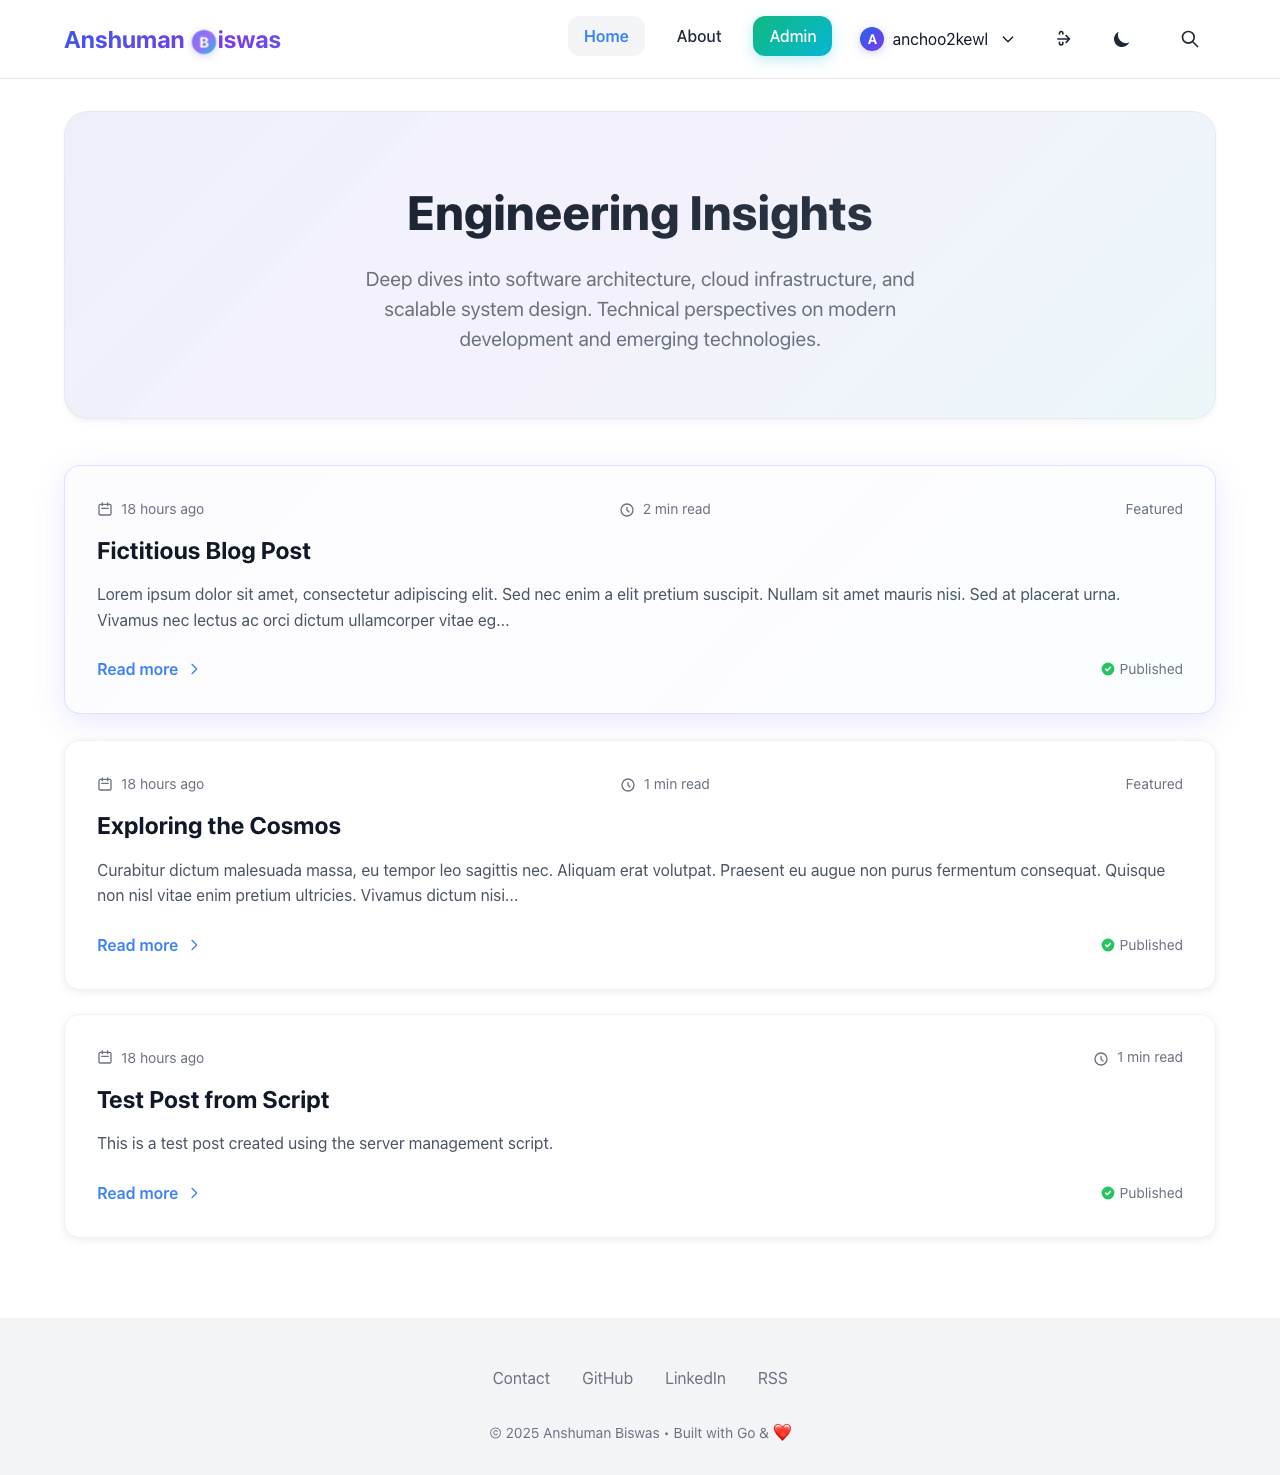 Anshuman Biswas
Home
About
Admin
A
anchoo2kewl
Engineering Insights
Deep dives into software architecture, cloud infrastructure, and
scalable system design. Technical perspectives on modern
development and emerging technologies.
18 hours ago
2 min read
Featured
Fictitious Blog Post
Lorem ipsum dolor sit amet, consectetur adipiscing elit. Sed nec enim a elit pretium suscipit. Nullam sit amet mauris nisi. Sed at placerat urna.
Vivamus nec lectus ac orci dictum ullamcorper vitae eg...
Read more
Published
18 hours ago
1 min read
Featured
Exploring the Cosmos
Curabitur dictum malesuada massa, eu tempor leo sagittis nec. Aliquam erat volutpat. Praesent eu augue non purus fermentum consequat. Quisque
non nisl vitae enim pretium ultricies. Vivamus dictum nisi...
Read more
Published
18 hours ago
1 min read
Test Post from Script
This is a test post created using the server management script.
Read more
Published
Contact
GitHub
LinkedIn
RSS
© 2025 Anshuman Biswas • Built with Go & ❤️